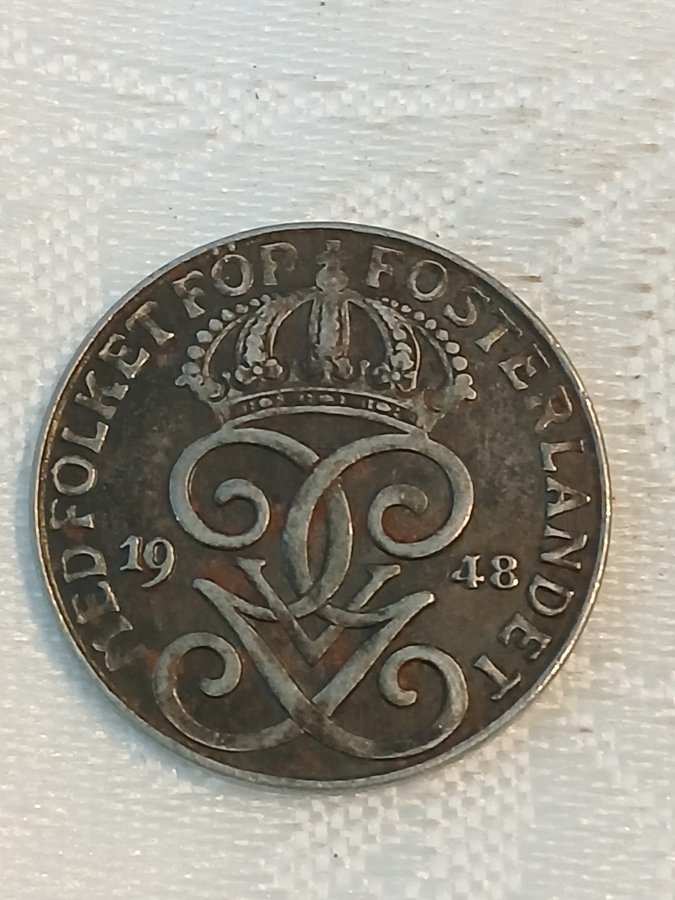 MED FOLKET FÖR FOSTERLANDET
19 48